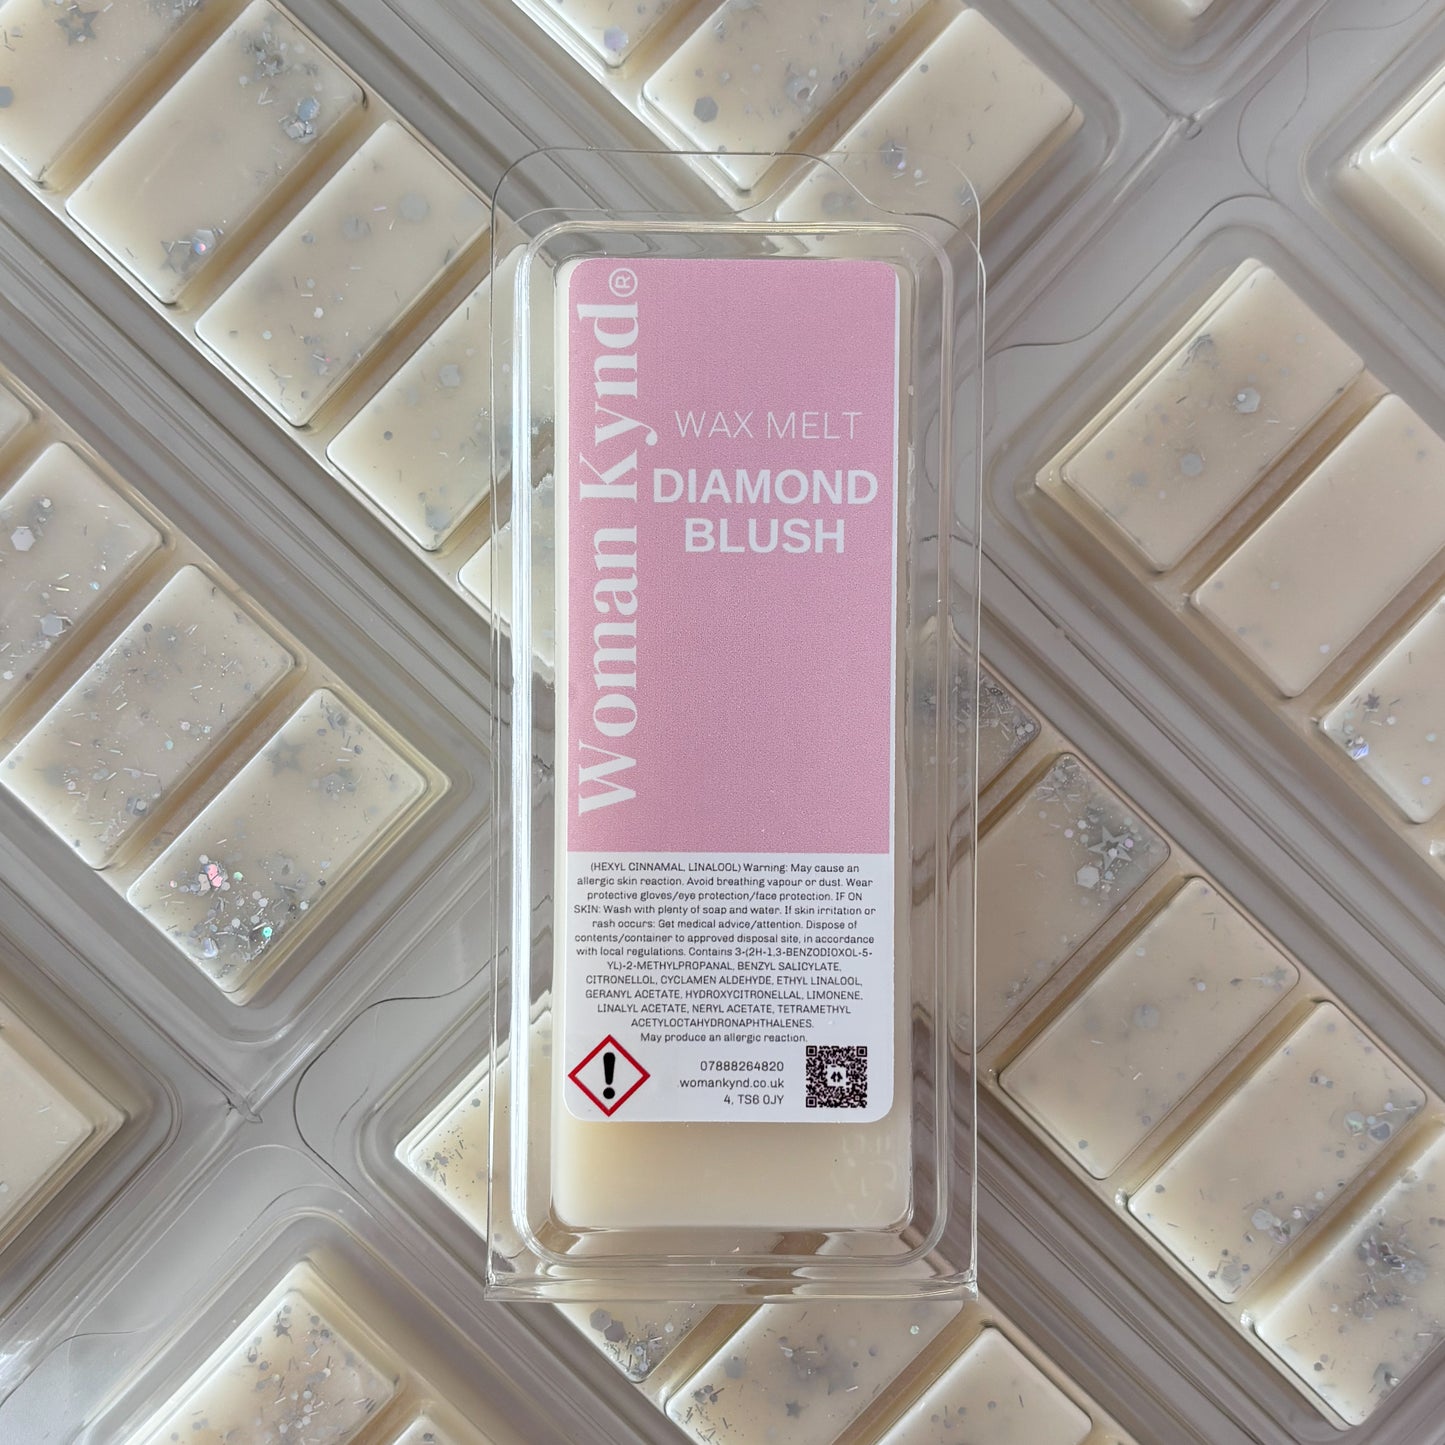 Woman Kynd®
WAX MELT
DIAMOND
BLUSH
(HEXYL CINNAMAL, LINALOOL) Warning: May cause an
allergic skin reaction. Avoid breathing vapour or dust. Wear
protective gloves/eye protection/face protection. IF ON
SKIN: Wash with plenty of soap and water. If skin irritation or
rash occurs: Get medical advice/attention. Dispose of
contents/container to approved disposal site, in accordance
with local regulations. Contains 3-(2H-1,3-BENZODIOXOL-5-
YL)-2-METHYLPROPANAL, BENZYL SALICYLATE,
CITRONELLOL, CYCLAMEN ALDEHYDE, ETHYL LINALOOL,
GERANYL ACETATE, HYDROXYCITRONELLAL, LIMONENE,
LINALYL ACETATE, NERYL ACETATE, TETRAMETHYL
ACETYLOCTAHYDRONAPHTHALENES.
May produce an allergic reaction.
07888264820
womankynd.co.uk
4, TS6 0JY